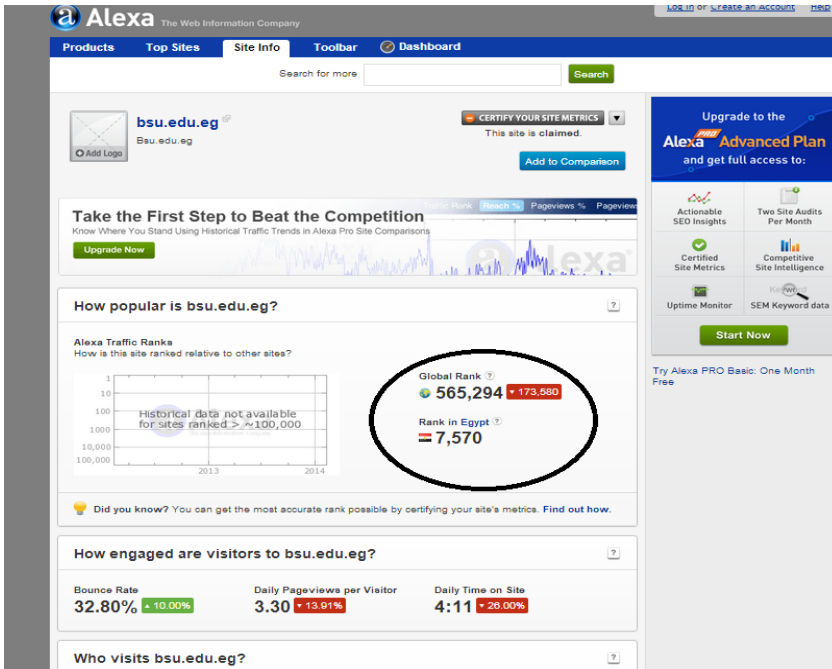 Log In or Create an Account Help
a Alexa The Web Information Company
Products Top Sites Site Info Toolbar Dashboard
Search for more Search
bsu.edu.eg
Bsu.edu.eg
Add Logo
CERTIFY YOUR SITE METRICS
This site is claimed.
Add to Comparison
Traffic Rank Reach % Pageviews % Pageviews
Take the First Step to Beat the Competition
Know Where You Stand Using Historical Traffic Trends in Alexa Pro Site Comparisons
Upgrade Now
Alexa
How popular is bsu.edu.eg? ?
Alexa Traffic Ranks
How is this site ranked relative to other sites?
1
10
100
1000
10,000
100,000
Historical data not available
for sites ranked > ~100,000
2013 2014
Global Rank ?
565,294 173,580
Rank in Egypt ?
7,570
Did you know? You can get the most accurate rank possible by certifying your site's metrics. Find out how.
How engaged are visitors to bsu.edu.eg? ?
Bounce Rate
32.80% 10.00%
Daily Pageviews per Visitor
3.30 13.91%
Daily Time on Site
4:11 26.00%
Who visits bsu.edu.eg? ?
Upgrade to the
Alexa PRO Advanced Plan
and get full access to:
Actionable
SEO Insights
Two Site Audits
Per Month
Certified
Site Metrics
Competitive
Site Intelligence
Uptime Monitor
Keyword
SEM Keyword data
Start Now
Try Alexa PRO Basic: One Month
Free